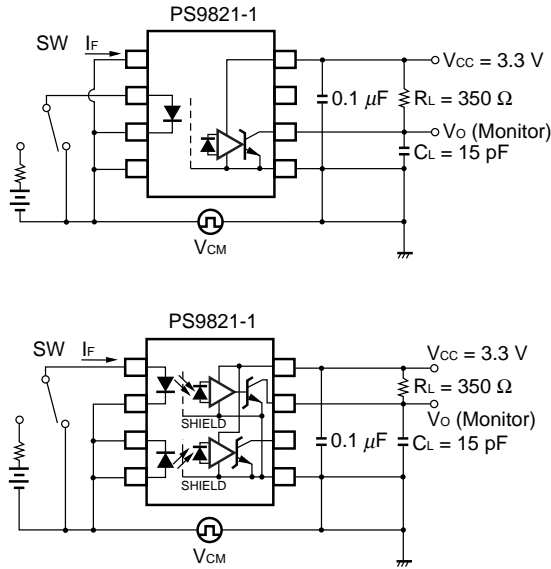 PS9821-1
SW IF
VCC = 3.3 V
0.1 μF RL = 350 Ω
VO (Monitor)
CL = 15 pF
VCM
PS9821-1
SW IF
VCC = 3.3 V
RL = 350 Ω
VO (Monitor)
SHIELD
0.1 μF CL = 15 pF
SHIELD
VCM